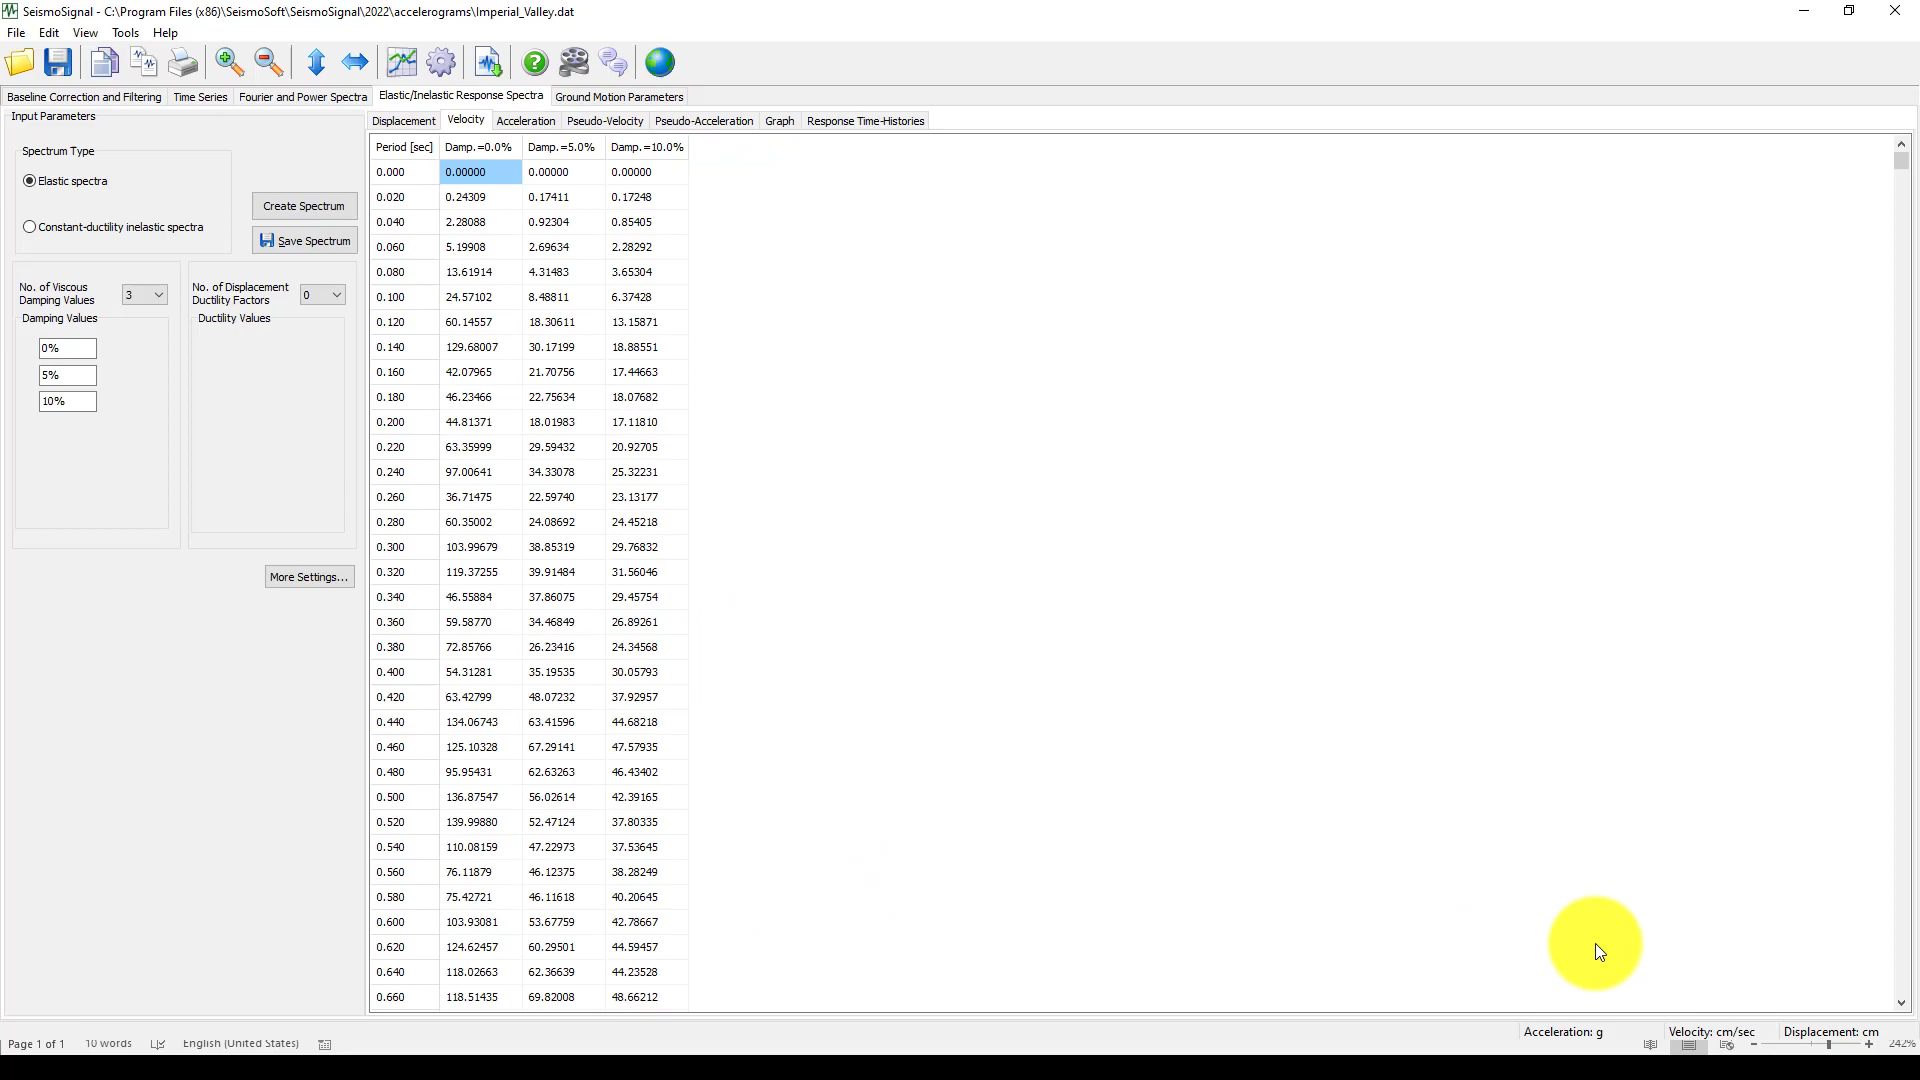 SeismoSignal - C:\Program Files (x86)\SeismoSoft\SeismoSignal\2022\accelerograms\Imperial_Valley.dat
File Edit View Tools Help
Baseline Correction and Filtering Time Series Fourier and Power Spectra Elastic/Inelastic Response Spectra Ground Motion Parameters
Input Parameters
Spectrum Type
Elastic spectra
Constant-ductility inelastic spectra
Create Spectrum
Save Spectrum
No. of Viscous
Damping Values
3
Damping Values
0%
5%
10%
No. of Displacement
Ductility Factors
0
Ductility Values
More Settings...
Displacement Velocity Acceleration Pseudo-Velocity Pseudo-Acceleration Graph Response Time-Histories
Period [sec] Damp.=0.0% Damp.=5.0% Damp.=10.0%
0.000 0.00000 0.00000 0.00000
0.020 0.24309 0.17411 0.17248
0.040 2.28088 0.92304 0.85405
0.060 5.19908 2.69634 2.28292
0.080 13.61914 4.31483 3.65304
0.100 24.57102 8.48811 6.37428
0.120 60.14557 18.30611 13.15871
0.140 129.68007 30.17199 18.88551
0.160 42.07965 21.70756 17.44663
0.180 46.23466 22.75634 18.07682
0.200 44.81371 18.01983 17.11810
0.220 63.35999 29.59432 20.92705
0.240 97.00641 34.33078 25.32231
0.260 36.71475 22.59740 23.13177
0.280 60.35002 24.08692 24.45218
0.300 103.99679 38.85319 29.76832
0.320 119.37255 39.91484 31.56046
0.340 46.55884 37.86075 29.45754
0.360 59.58770 34.46849 26.89261
0.380 72.85766 26.23416 24.34568
0.400 54.31281 35.19535 30.05793
0.420 63.42799 48.07232 37.92957
0.440 134.06743 63.41596 44.68218
0.460 125.10328 67.29141 47.57935
0.480 95.95431 62.63263 46.43402
0.500 136.87547 56.02614 42.39165
0.520 139.99880 52.47124 37.80335
0.540 110.08159 47.22973 37.53645
0.560 76.11879 46.12375 38.28249
0.580 75.42721 46.11618 40.20645
0.600 103.93081 53.67759 42.78667
0.620 124.62457 60.29501 44.59457
0.640 118.02663 62.36639 44.23528
0.660 118.51435 69.82008 48.66212
Acceleration: g Velocity: cm/sec Displacement: cm
Page 1 of 1 10 words English (United States) 242%